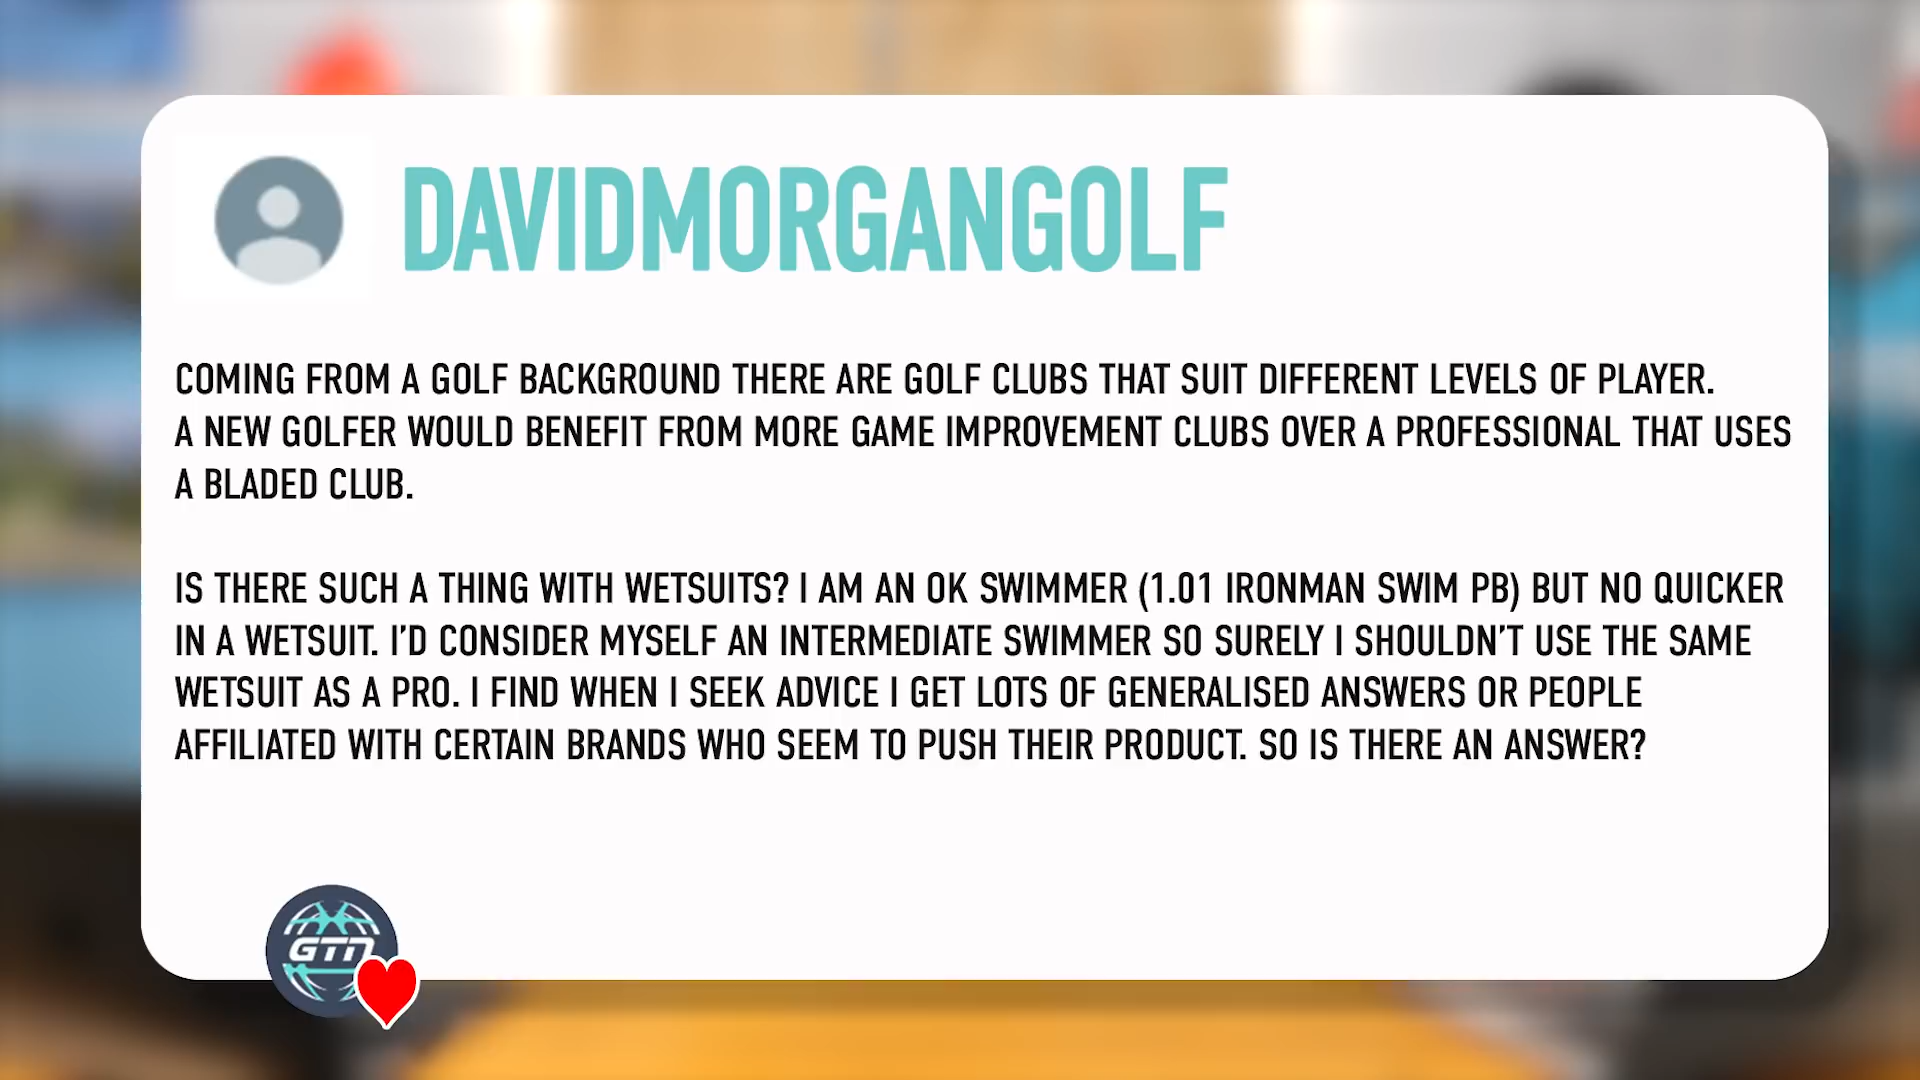 DAVIDMORGANGOLF
COMING FROM A GOLF BACKGROUND THERE ARE GOLF CLUBS THAT SUIT DIFFERENT LEVELS OF PLAYER.
A NEW GOLFER WOULD BENEFIT FROM MORE GAME IMPROVEMENT CLUBS OVER A PROFESSIONAL THAT USES
A BLADED CLUB.
IS THERE SUCH A THING WITH WETSUITS? I AM AN OK SWIMMER (1.01 IRONMAN SWIM PB) BUT NO QUICKER
IN A WETSUIT. I'D CONSIDER MYSELF AN INTERMEDIATE SWIMMER SO SURELY I SHOULDN'T USE THE SAME
WETSUIT AS A PRO. I FIND WHEN I SEEK ADVICE I GET LOTS OF GENERALISED ANSWERS OR PEOPLE
AFFILIATED WITH CERTAIN BRANDS WHO SEEM TO PUSH THEIR PRODUCT. SO IS THERE AN ANSWER?
GTN